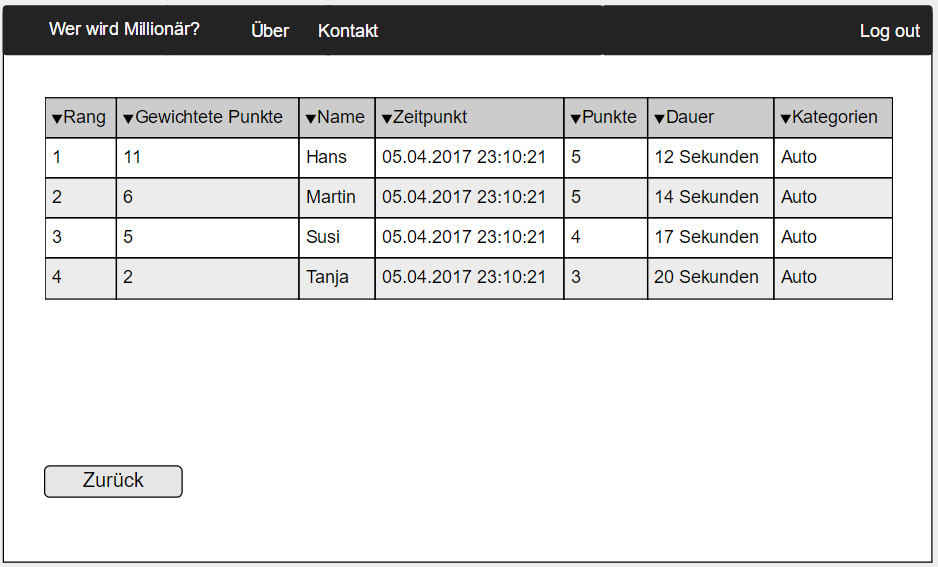 Wer wird Millionär? Über Kontakt Log out
▼Rang ▼Gewichtete Punkte ▼Name ▼Zeitpunkt ▼Punkte ▼Dauer ▼Kategorien
1 11 Hans 05.04.2017 23:10:21 5 12 Sekunden Auto
2 6 Martin 05.04.2017 23:10:21 5 14 Sekunden Auto
3 5 Susi 05.04.2017 23:10:21 4 17 Sekunden Auto
4 2 Tanja 05.04.2017 23:10:21 3 20 Sekunden Auto
Zurück